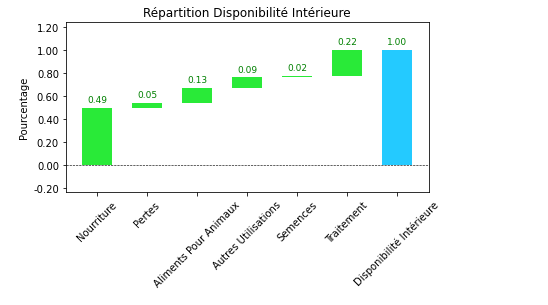 Répartition Disponibilité Intérieure
Pourcentage
1.20
1.00
0.80
0.60
0.40
0.20
0.00
-0.20
0.49
0.05
0.13
0.09
0.02
0.22
1.00
Nourriture
Pertes
Aliments Pour Animaux
Autres Utilisations
Semences
Traitement
Disponibilité Intérieure